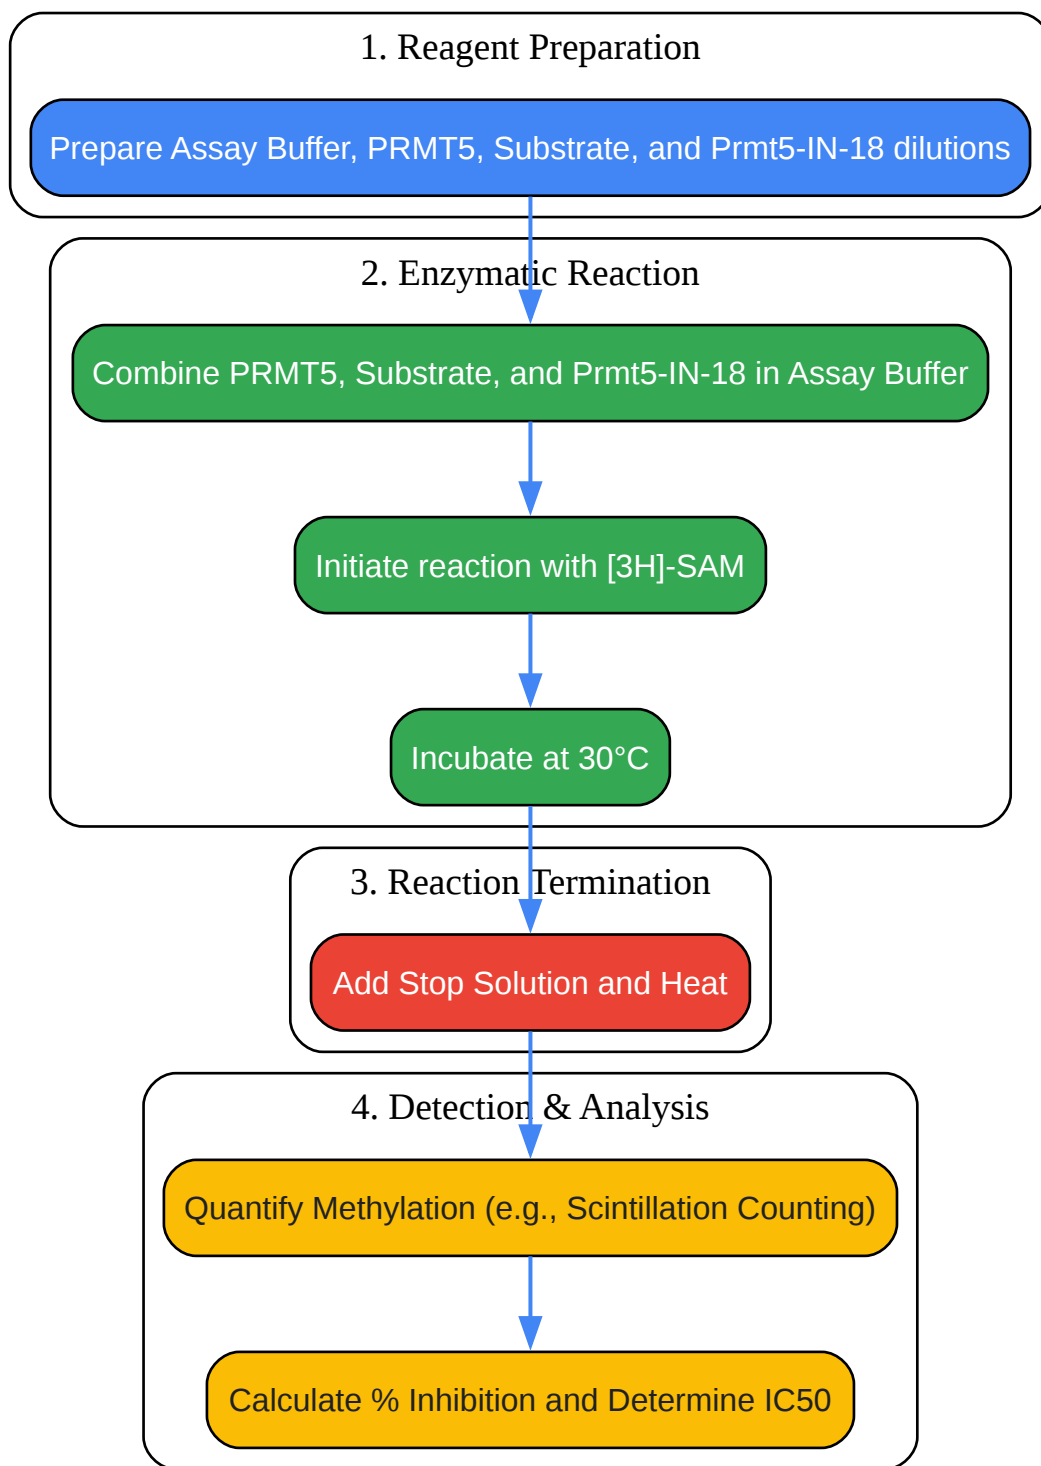 1. Reagent Preparation
Prepare Assay Buffer, PRMT5, Substrate, and Prmt5-IN-18 dilutions
2. Enzymatic Reaction
Combine PRMT5, Substrate, and Prmt5-IN-18 in Assay Buffer
Initiate reaction with [3H]-SAM
Incubate at 30°C
3. Reaction Termination
Add Stop Solution and Heat
4. Detection & Analysis
Quantify Methylation (e.g., Scintillation Counting)
Calculate % Inhibition and Determine IC50